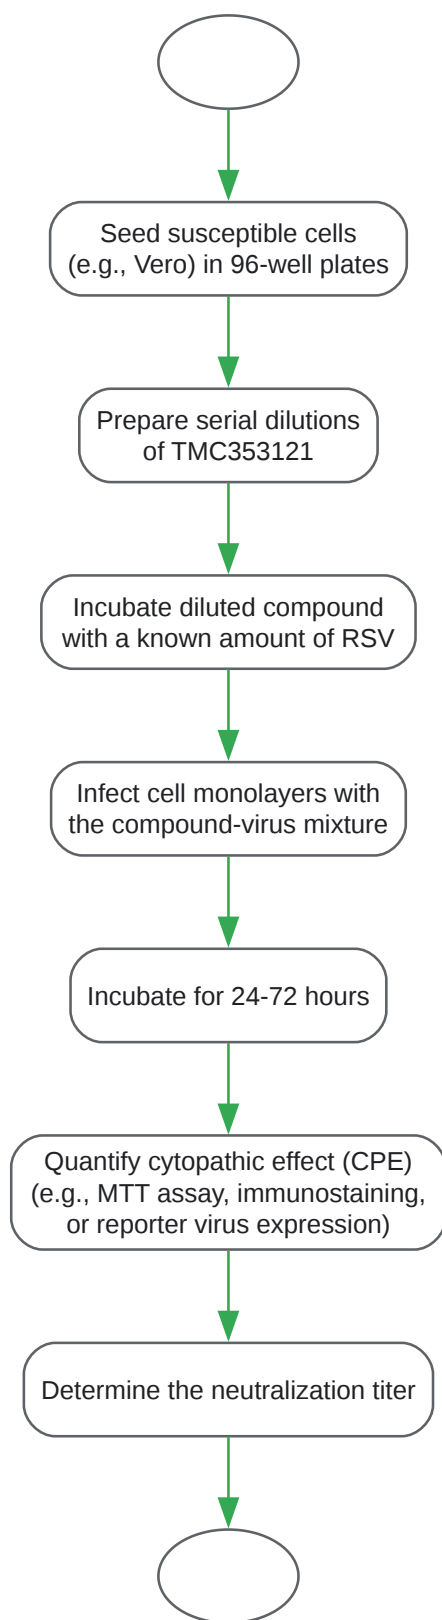 Seed susceptible cells
(e.g., Vero) in 96-well plates
Prepare serial dilutions
of TMC353121
Incubate diluted compound
with a known amount of RSV
Infect cell monolayers with
the compound-virus mixture
Incubate for 24-72 hours
Quantify cytopathic effect (CPE)
(e.g., MTT assay, immunostaining,
or reporter virus expression)
Determine the neutralization titer